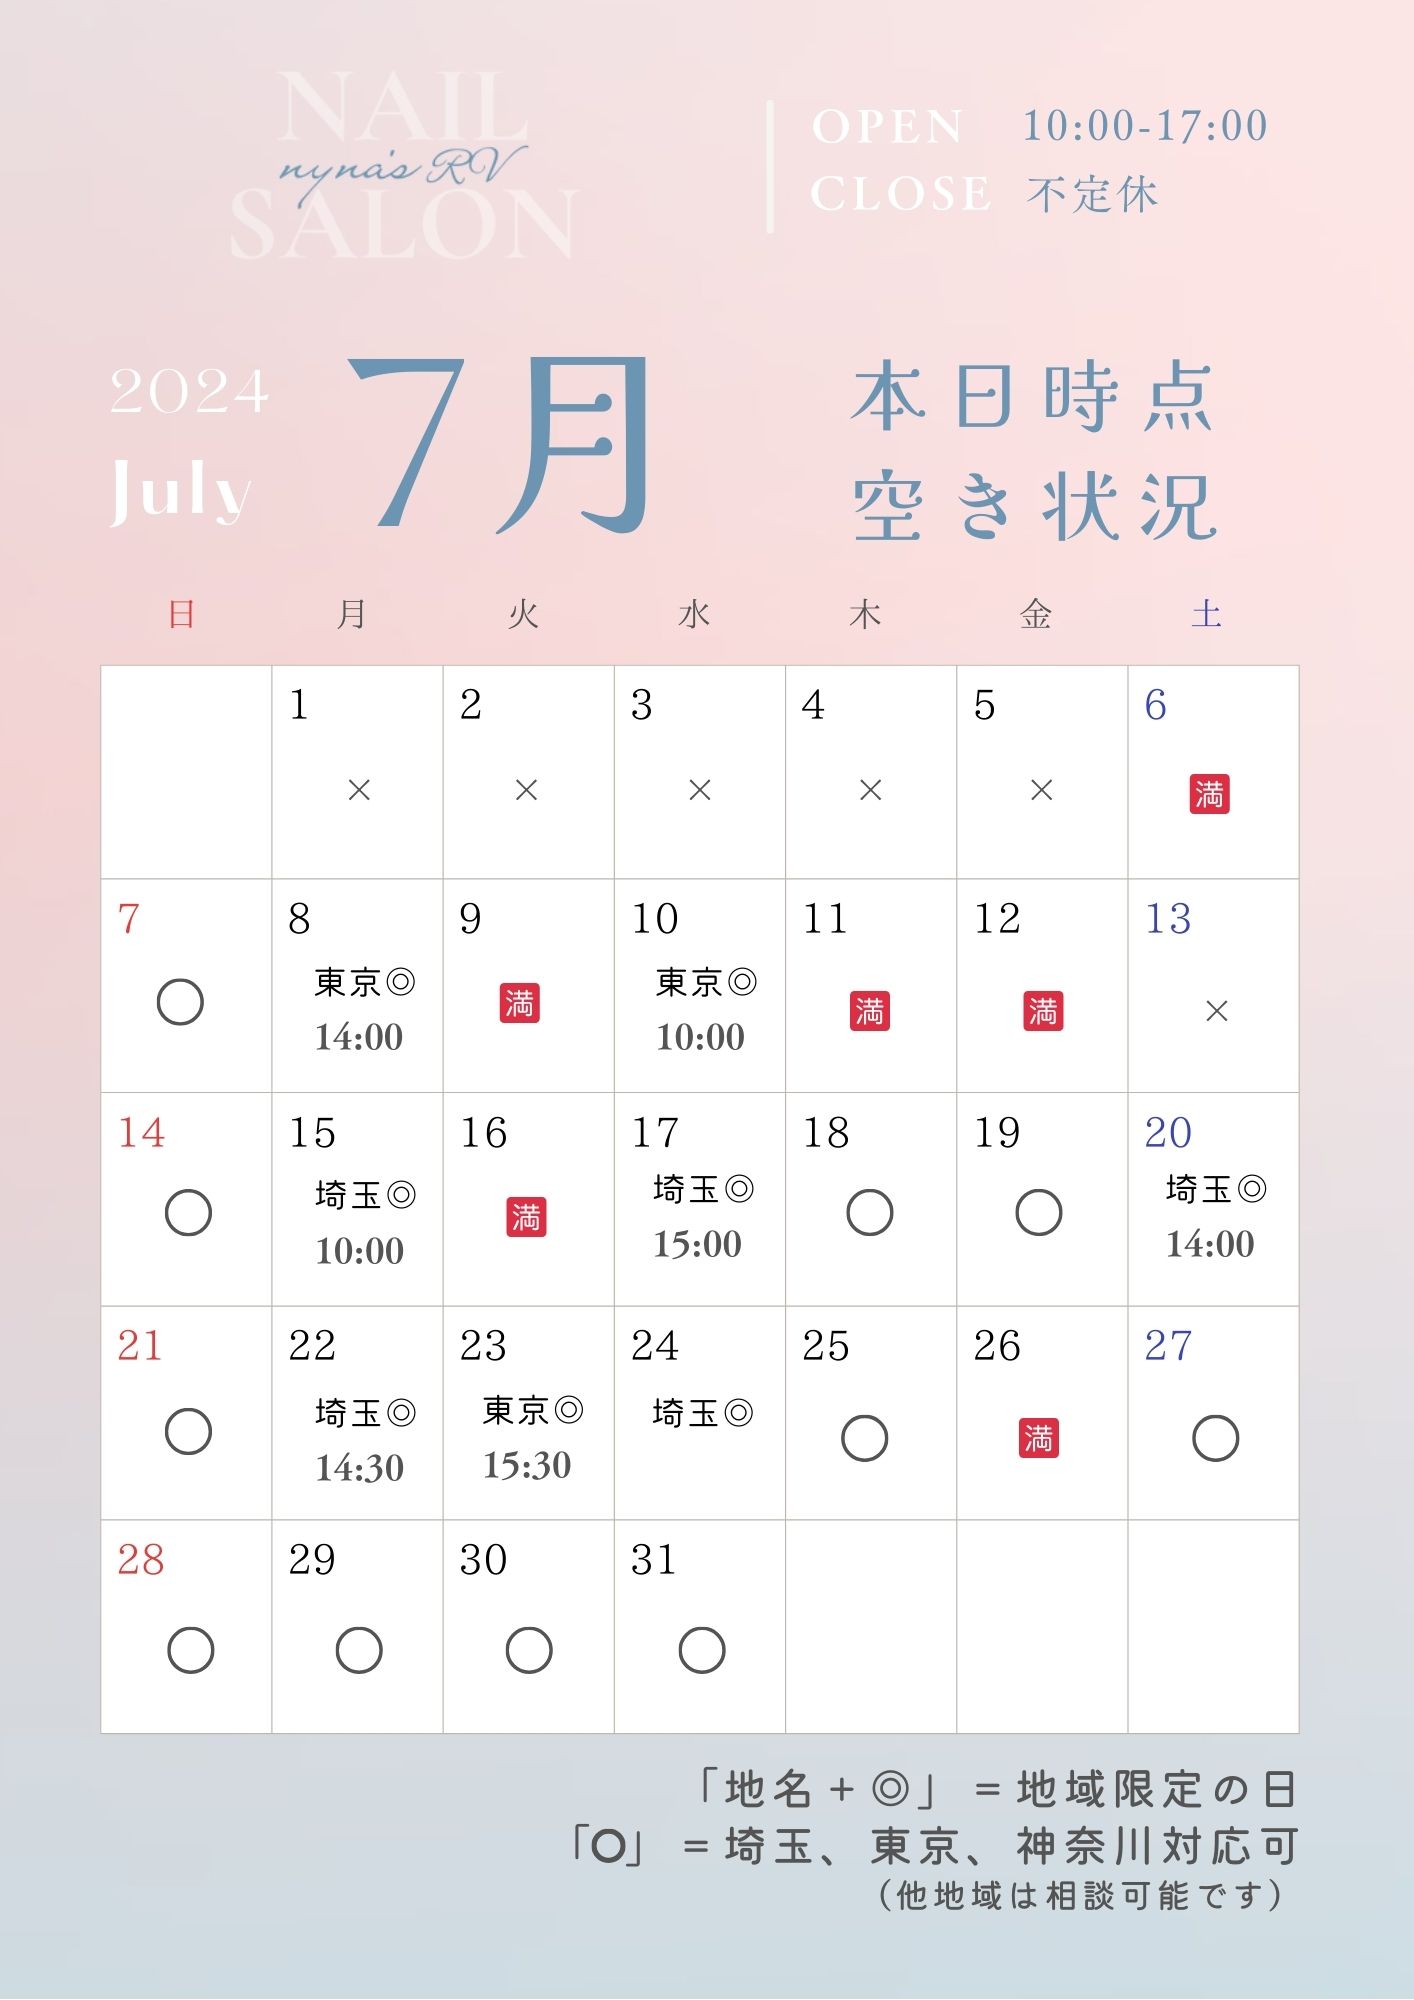 NAIL
nyna's RV
SALON
OPEN 10:00-17:00
CLOSE 不定休
2024
July
7月
本日時点
空き状況
日 月 火 水 木 金 土
1 2 3 4 5 6
× × × × × 満
7 8 9 10 11 12 13
○ 東京◎ 満 東京◎ 満 満 ×
14:00 10:00
14 15 16 17 18 19 20
○ 埼玉◎ 満 埼玉◎ ○ ○ 埼玉◎
10:00 15:00 14:00
21 22 23 24 25 26 27
○ 埼玉◎ 東京◎ 埼玉◎ ○ 満 ○
14:30 15:30
28 29 30 31
○ ○ ○ ○
「地名+◎」=地域限定の日
「○」=埼玉、東京、神奈川対応可
(他地域は相談可能です)